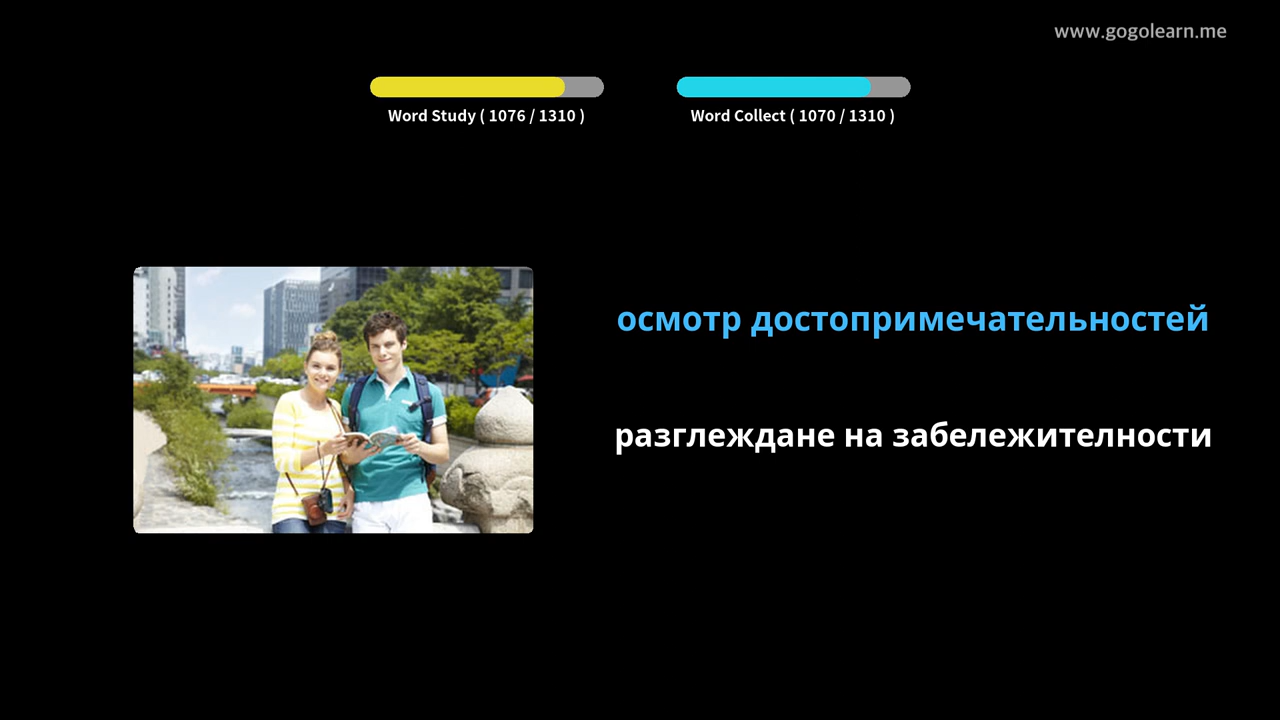 www.gogolearn.me
Word Study ( 1076 / 1310 )
Word Collect ( 1070 / 1310 )
осмотр достопримечательностей
разглеждане на забележителности